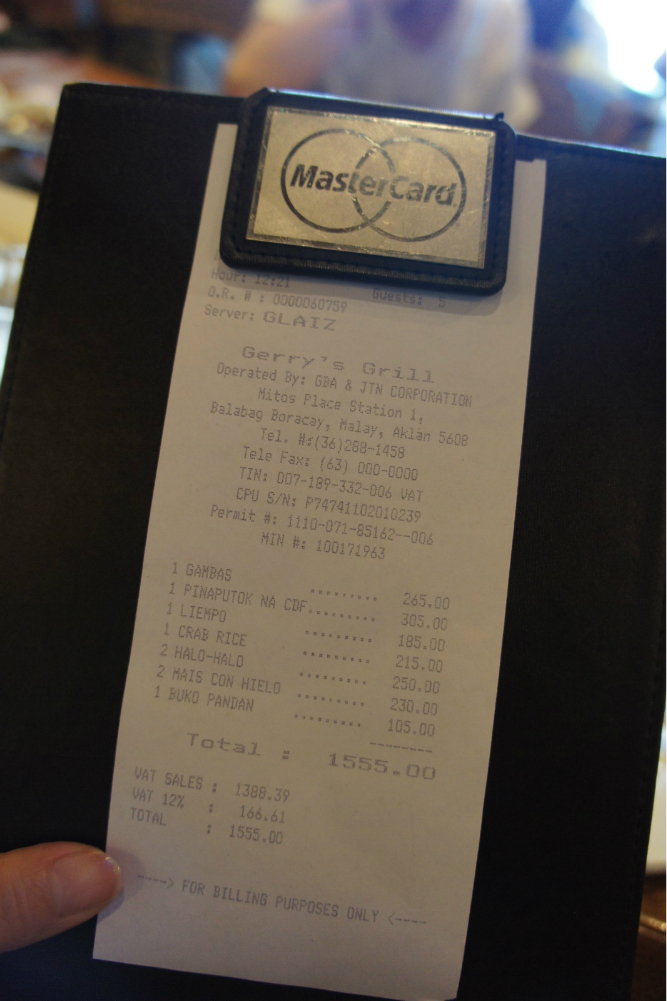 MasterCard
Hour: 12:21 Guests: 5
O.R. # : 0000060759
Server: GLAIZ
Gerry's Grill
Operated By: GBA & JTN CORPORATION
Mitos Place Station 1,
Balabag Boracay, Malay, Aklan 5608
Tel. #:(36)288-1458
Tele Fax: (63) 000-0000
TIN: 007-189-332-006 VAT
CPU S/N: P74741102010239
Permit #: 1110-071-85162--006
MIN #: 100171963
1 GAMBAS ......... 265.00
1 PINAPUTOK NA CDF......... 305.00
1 LIEMPO ......... 185.00
1 CRAB RICE ......... 215.00
2 HALO-HALO ......... 250.00
2 MAIS CON HIELO ......... 230.00
1 BUKO PANDAN ......... 105.00
--------
Total : 1555.00
VAT SALES : 1388.39
VAT 12% : 166.61
TOTAL : 1555.00
----> FOR BILLING PURPOSES ONLY <----